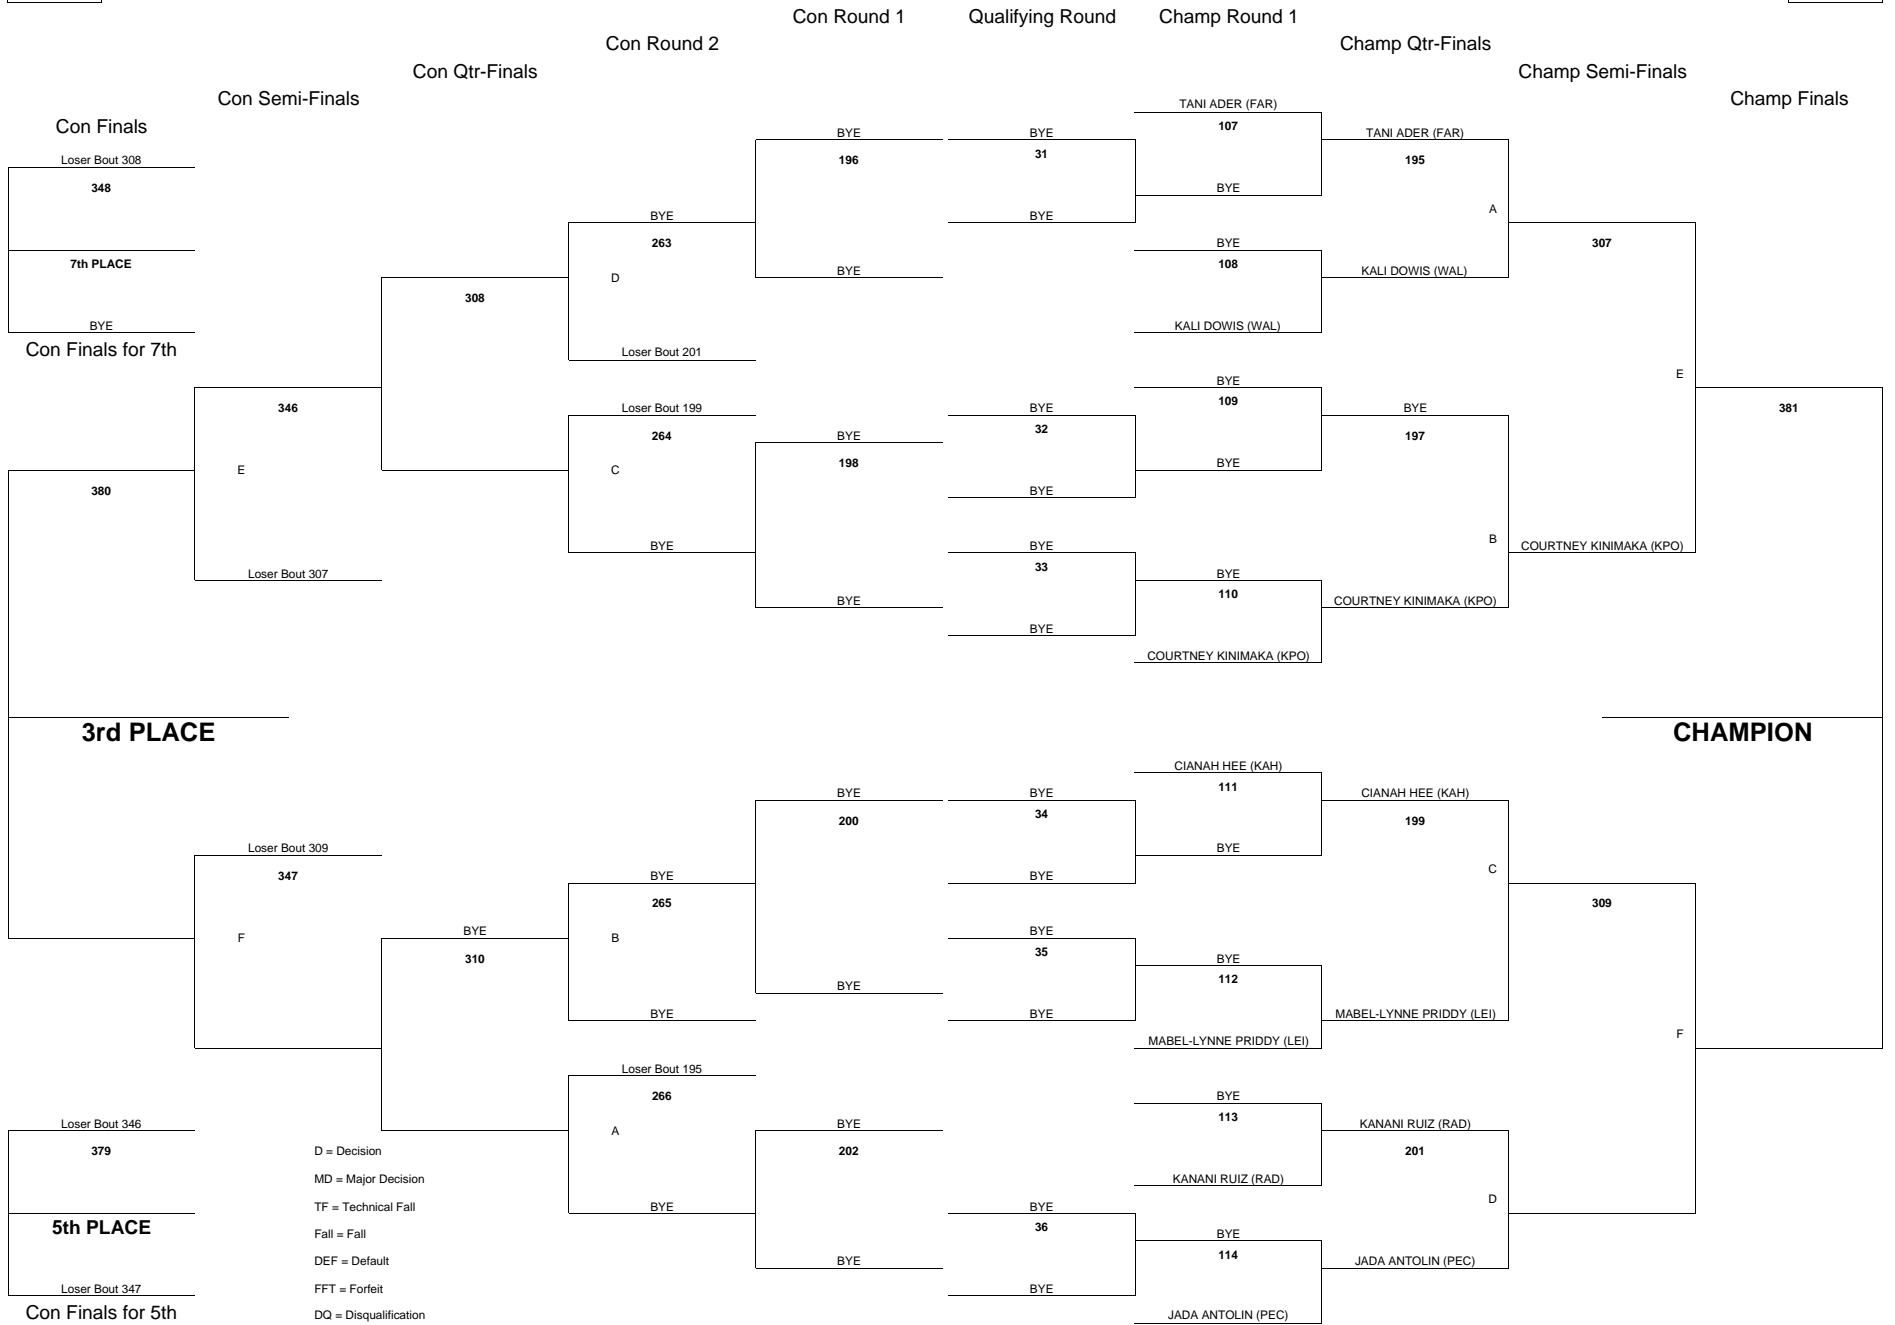 Con Round 1 Qualifying Round Champ Round 1
Con Round 2 Champ Qtr-Finals
Con Qtr-Finals Champ Semi-Finals
Con Semi-Finals Champ Finals
TANI ADER (FAR)
Con Finals 107
BYE BYE TANI ADER (FAR)
Loser Bout 308 196 31 195
348 BYE
BYE BYE A
263 BYE 307
7th PLACE 108
D BYE KALI DOWIS (WAL)
308
BYE KALI DOWIS (WAL)
Con Finals for 7th Loser Bout 201
BYE E
109
346 Loser Bout 199 BYE BYE 381
264 BYE 32 197
E C 198 BYE
380 BYE
BYE BYE B COURTNEY KINIMAKA (KPO)
33
Loser Bout 307 BYE
110
BYE COURTNEY KINIMAKA (KPO)
BYE
COURTNEY KINIMAKA (KPO)
3rd PLACE CHAMPION
CIANAH HEE (KAH)
111
BYE BYE CIANAH HEE (KAH)
200 34 199
Loser Bout 309 BYE
347 BYE BYE C
265 309
BYE BYE
F B 35
310 BYE
112
BYE
BYE BYE MABEL-LYNNE PRIDDY (LEI)
MABEL-LYNNE PRIDDY (LEI) F
Loser Bout 195
266 BYE
Loser Bout 346 A BYE 113 KANANI RUIZ (RAD)
379 D = Decision 202 201
MD = Major Decision KANANI RUIZ (RAD)
TF = Technical Fall BYE BYE D
5th PLACE 36
Fall = Fall BYE
DEF = Default BYE 114 JADA ANTOLIN (PEC)
Loser Bout 347 FFT = Forfeit BYE
Con Finals for 5th DQ = Disqualification JADA ANTOLIN (PEC)